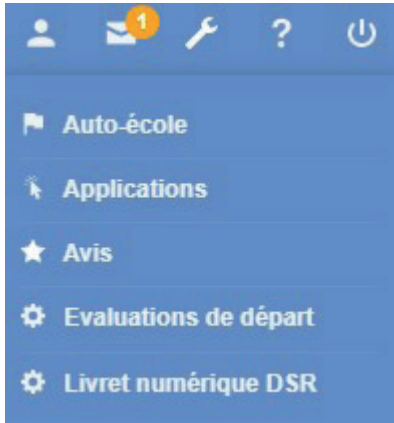 1
?
Auto-école
Applications
Avis
Evaluations de départ
Livret numérique DSR